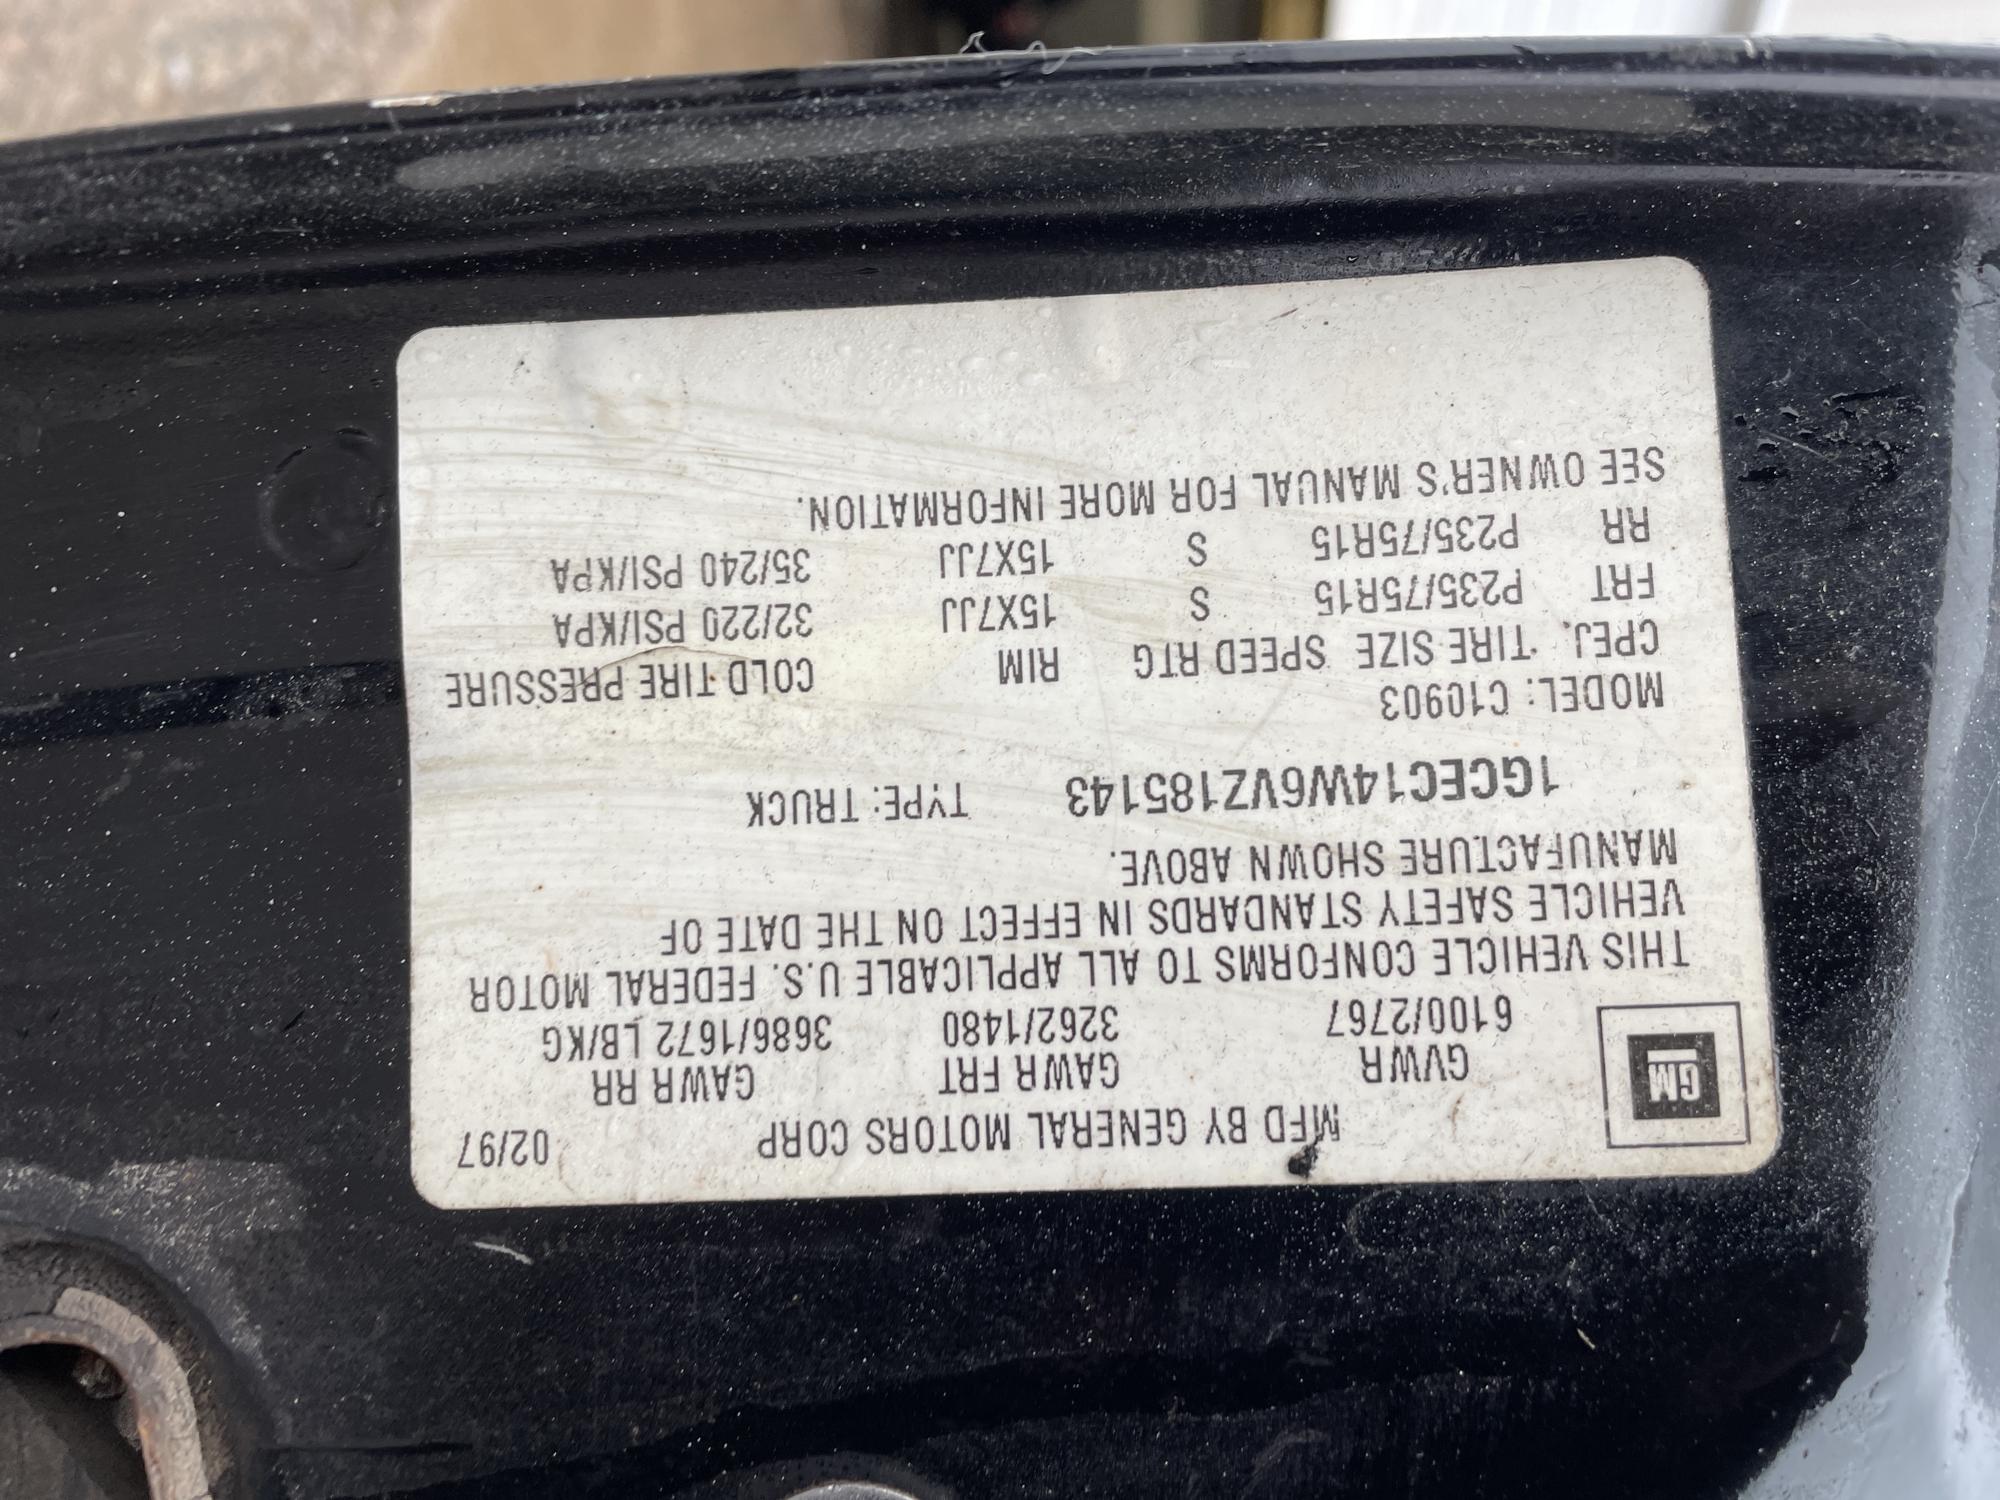 GM
MFD BY GENERAL MOTORS CORP 02/97
GVWR GAWR FRT GAWR RR
6100/2767 3262/1480 3686/1672 LB/KG
THIS VEHICLE CONFORMS TO ALL APPLICABLE U.S. FEDERAL MOTOR
VEHICLE SAFETY STANDARDS IN EFFECT ON THE DATE OF
MANUFACTURE SHOWN ABOVE.
1GCEC14W6VZ185143 TYPE: TRUCK
MODEL: C10903
CPEJ. TIRE SIZE SPEED RTG RIM COLD TIRE PRESSURE
FRT P235/75R15 S 15X7JJ 32/220 PSI/KPA
RR P235/75R15 S 15X7JJ 35/240 PSI/KPA
SEE OWNER'S MANUAL FOR MORE INFORMATION.